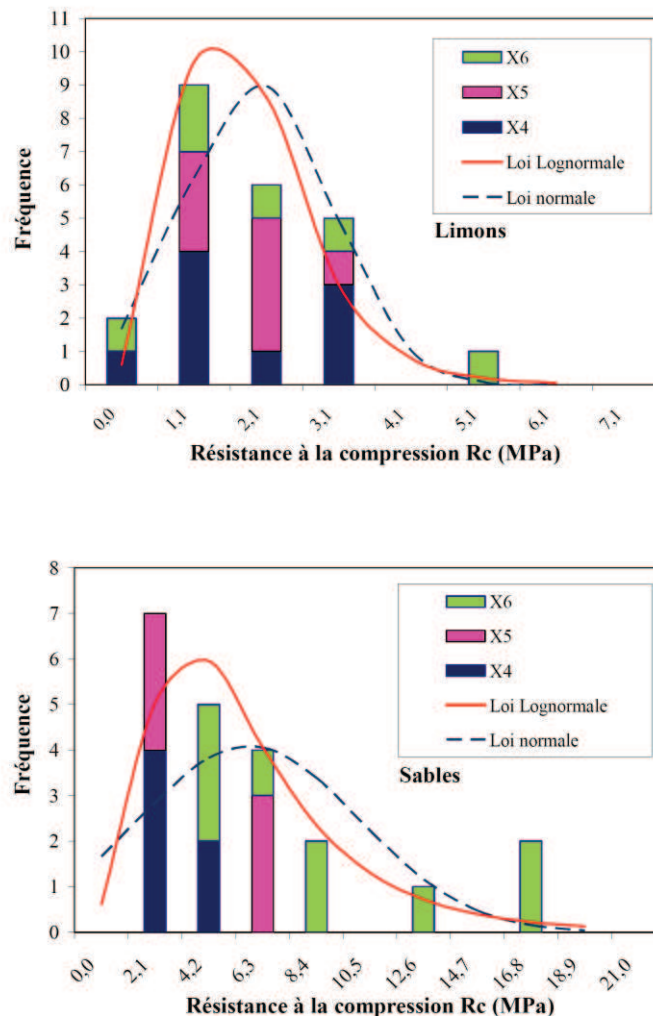 11
10
9
8
7
6
5
4
3
2
1
0
Fréquence
X6
X5
X4
Loi Lognormale
Loi normale
Limons
0,0 1,1 2,1 3,1 4,1 5,1 6,1 7,1
Résistance à la compression Rc (MPa)
8
7
6
5
4
3
2
1
0
Fréquence
X6
X5
X4
Loi Lognormale
Loi normale
Sables
0,0 2,1 4,2 6,3 8,4 10,5 12,6 14,7 16,8 18,9 21,0
Résistance à la compression Rc (MPa)